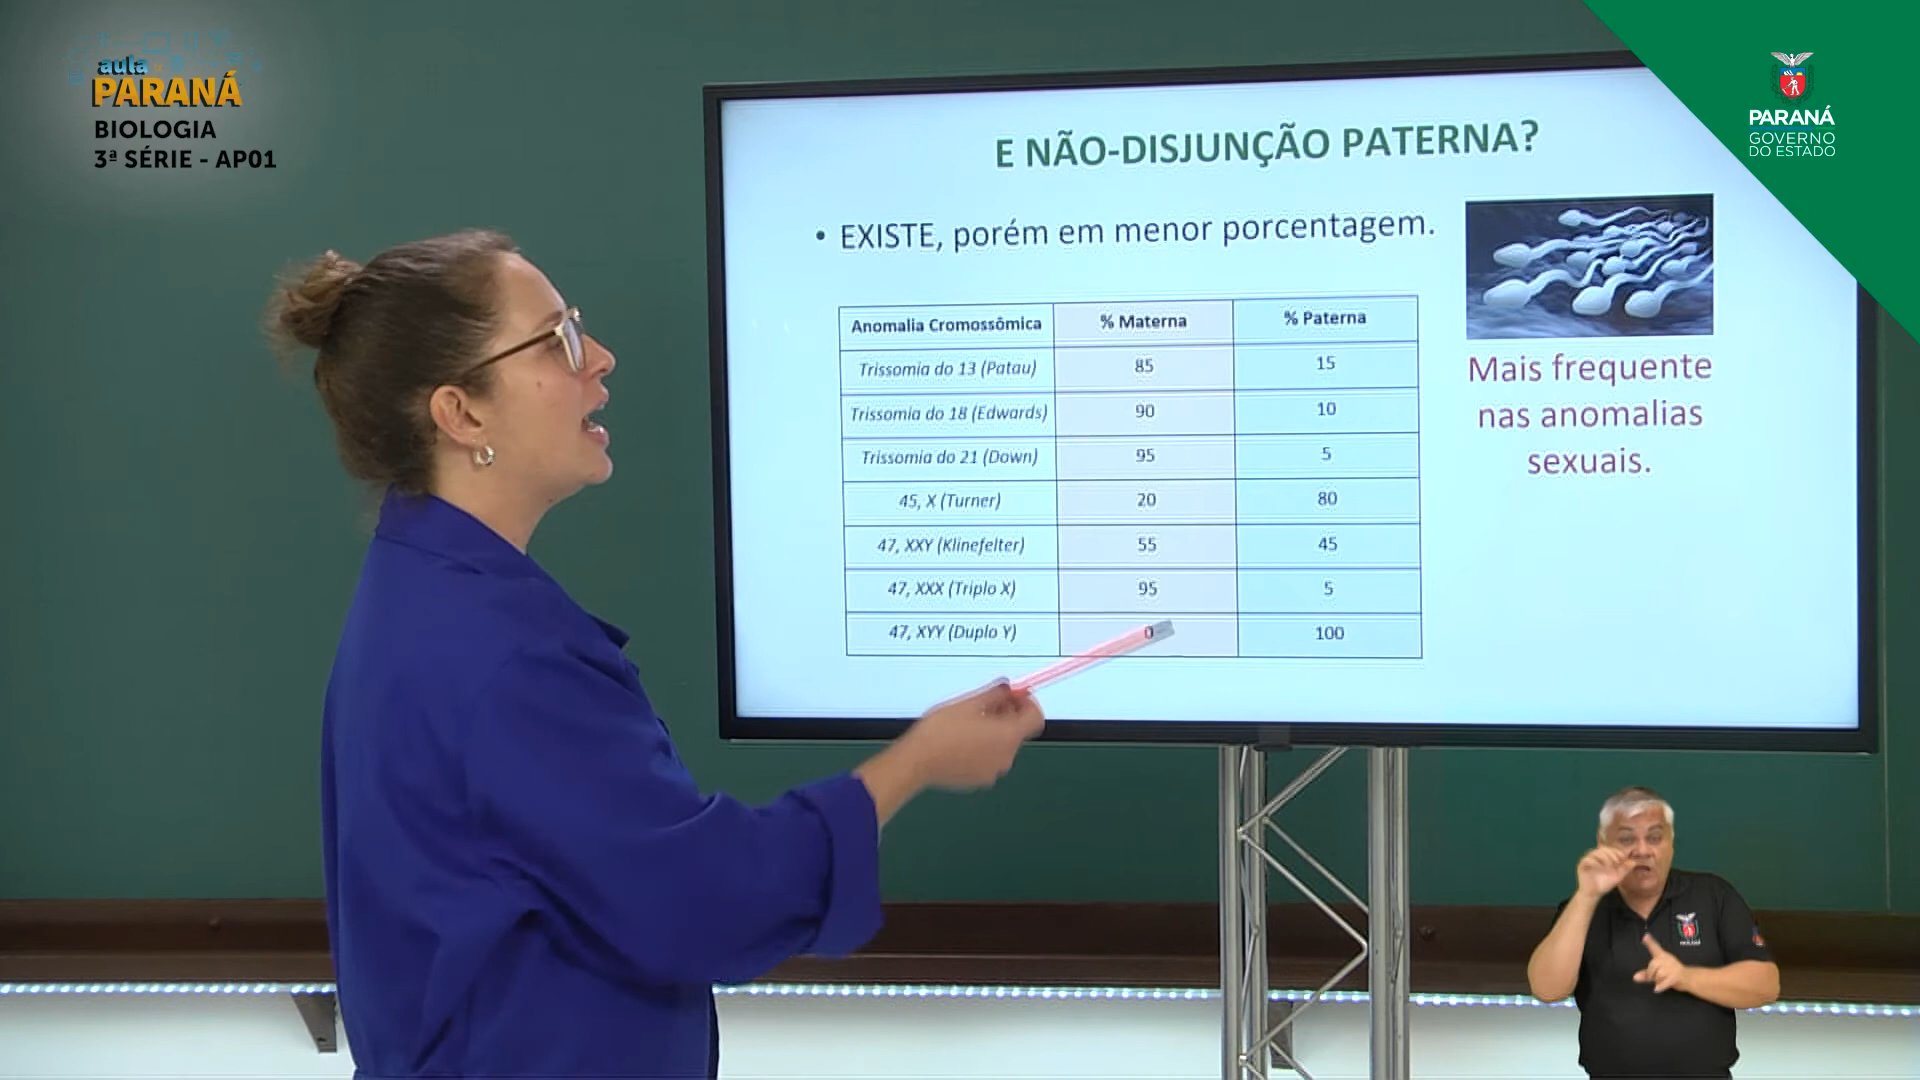 aula
PARANÁ
BIOLOGIA
3ª SÉRIE - AP01
PARANÁ
GOVERNO
DO ESTADO
E NÃO-DISJUNÇÃO PATERNA?
• EXISTE, porém em menor porcentagem.
Anomalia Cromossômica % Materna % Paterna
Trissomia do 13 (Patau) 85 15
Trissomia do 18 (Edwards) 90 10
Trissomia do 21 (Down) 95 5
45, X (Turner) 20 80
47, XXY (Klinefelter) 55 45
47, XXX (Triplo X) 95 5
47, XYY (Duplo Y) 0 100
Mais frequente
nas anomalias
sexuais.